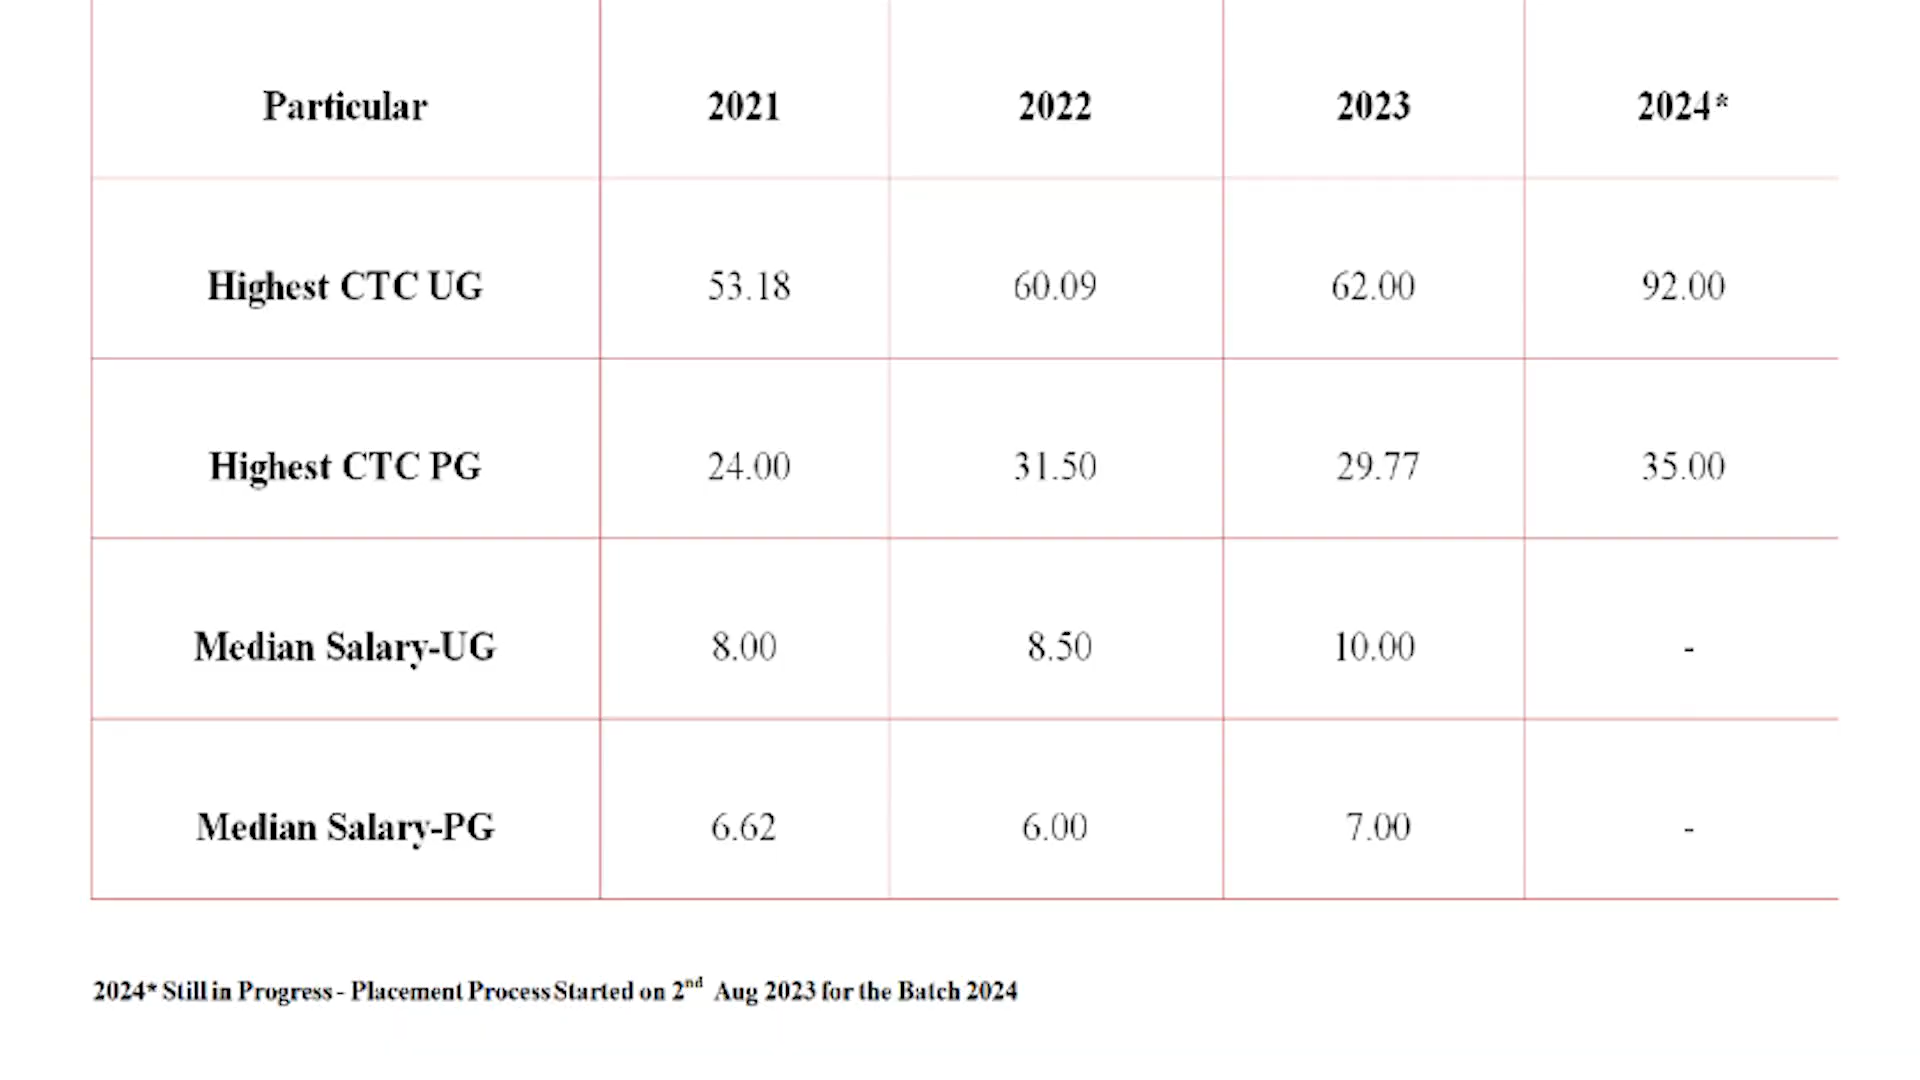 Particular 2021 2022 2023 2024*
Highest CTC UG 53.18 60.09 62.00 92.00
Highest CTC PG 24.00 31.50 29.77 35.00
Median Salary-UG 8.00 8.50 10.00 -
Median Salary-PG 6.62 6.00 7.00 -
2024* Still in Progress - Placement Process Started on 2nd Aug 2023 for the Batch 2024